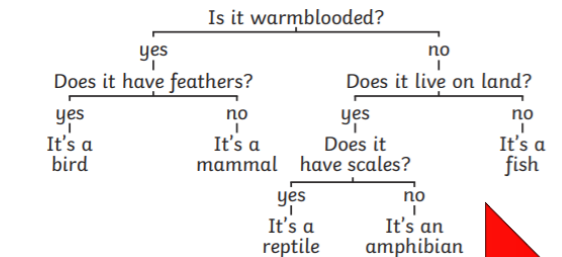 Is it warmblooded?
yes no
Does it have feathers? Does it live on land?
yes no yes no
It's a It's a Does it It's a
bird mammal have scales? fish
yes no
It's a It's an
reptile amphibian